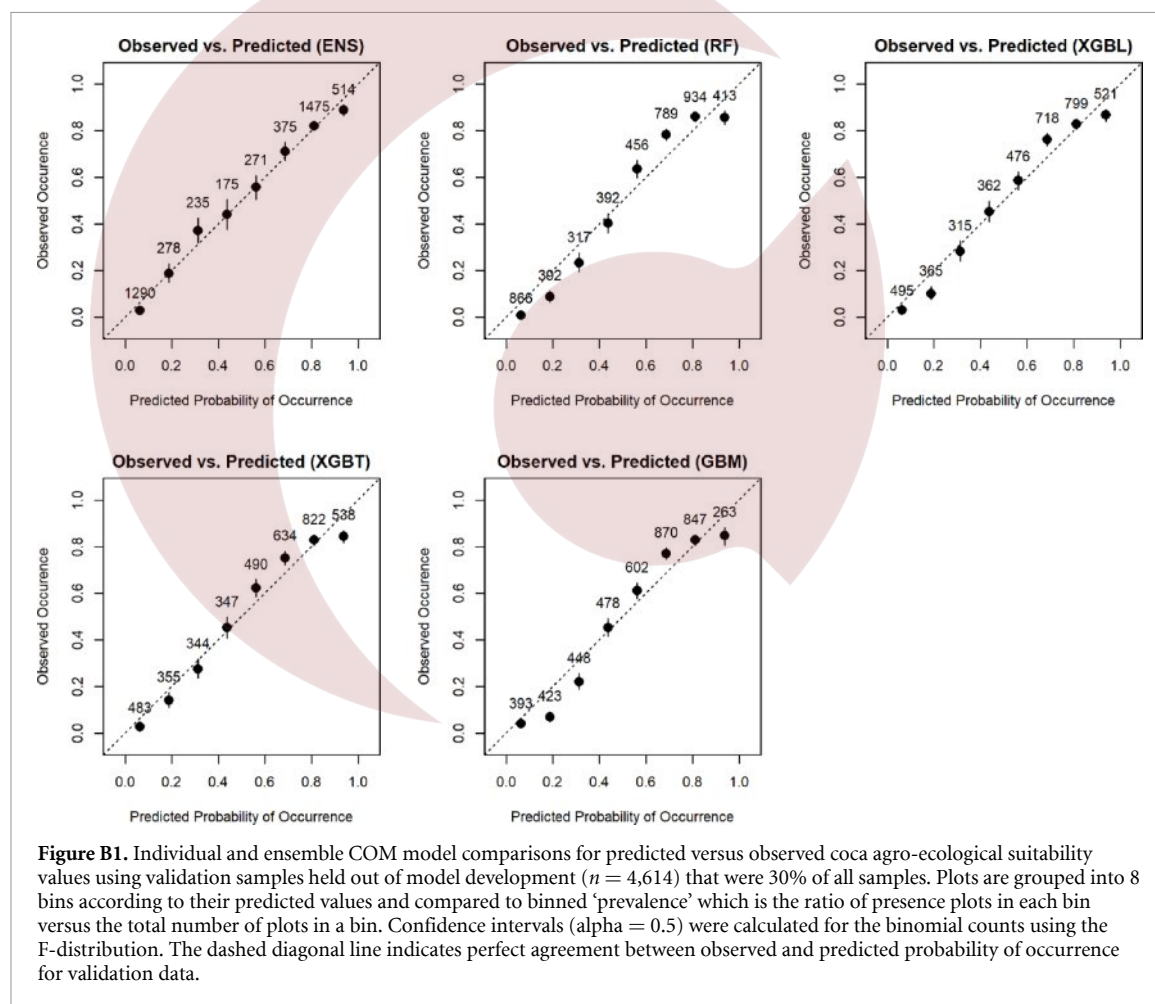 Observed vs. Predicted (ENS)
Observed Occurence
0.0 0.2 0.4 0.6 0.8 1.0
1290
278
235
175
271
375
1475
514
0.0 0.2 0.4 0.6 0.8 1.0
Predicted Probability of Occurrence
Observed vs. Predicted (RF)
Observed Occurence
0.0 0.2 0.4 0.6 0.8 1.0
866
317
392
456
789
934
413
0.0 0.2 0.4 0.6 0.8 1.0
Predicted Probability of Occurrence
Observed vs. Predicted (XGBL)
Observed Occurence
0.0 0.2 0.4 0.6 0.8 1.0
495
365
315
362
476
718
799
521
0.0 0.2 0.4 0.6 0.8 1.0
Predicted Probability of Occurrence
Observed vs. Predicted (XGBT)
Observed Occurence
0.0 0.2 0.4 0.6 0.8 1.0
483
355
344
347
490
634
822
538
0.0 0.2 0.4 0.6 0.8 1.0
Predicted Probability of Occurrence
Observed vs. Predicted (GBM)
Observed Occurence
0.0 0.2 0.4 0.6 0.8 1.0
393
423
448
478
602
870
847
263
0.0 0.2 0.4 0.6 0.8 1.0
Predicted Probability of Occurrence
Figure B1. Individual and ensemble COM model comparisons for predicted versus observed coca agro-ecological suitability
values using validation samples held out of model development (n = 4,614) that were 30% of all samples. Plots are grouped into 8
bins according to their predicted values and compared to binned ‘prevalence’ which is the ratio of presence plots in each bin
versus the total number of plots in a bin. Confidence intervals (alpha = 0.5) were calculated for the binomial counts using the
F-distribution. The dashed diagonal line indicates perfect agreement between observed and predicted probability of occurrence
for validation data.